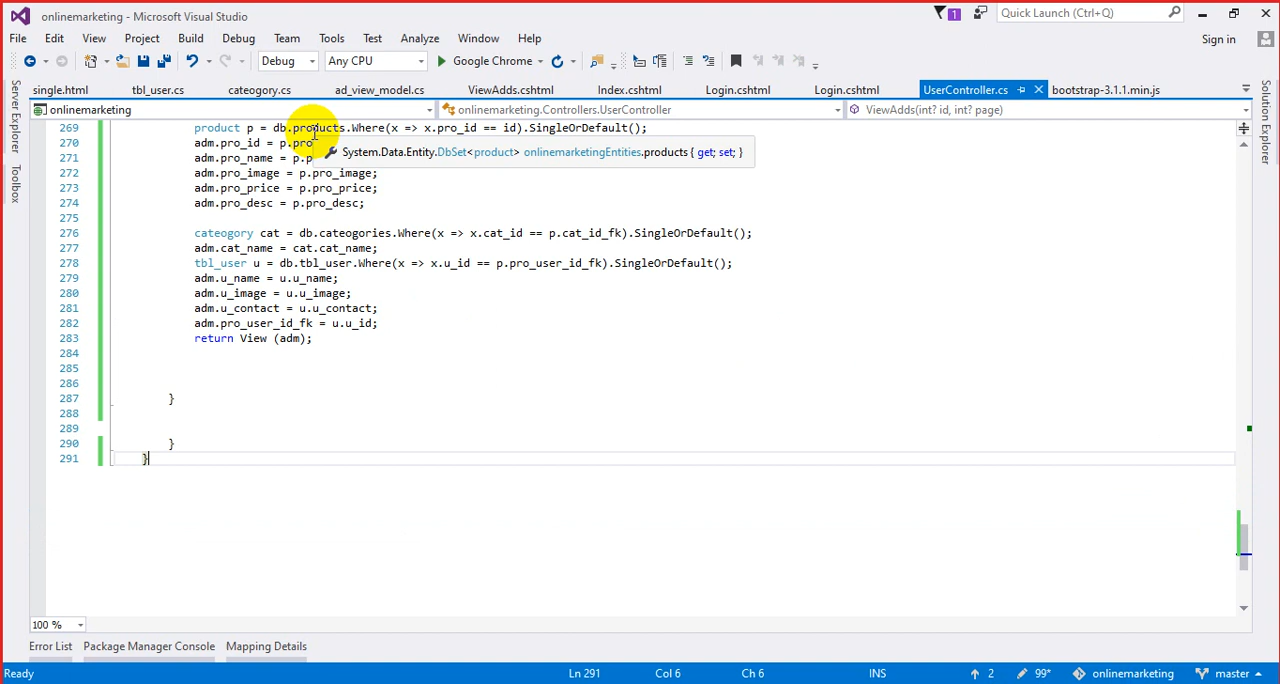 onlinemarketing - Microsoft Visual Studio
1
Quick Launch (Ctrl+Q)
File Edit View Project Build Debug Team Tools Test Analyze Window Help
Sign in
Debug Any CPU Google Chrome
single.html tbl_user.cs cateogory.cs ad_view_model.cs ViewAdds.cshtml Index.cshtml Login.cshtml Login.cshtml UserController.cs bootstrap-3.1.1.min.js
onlinemarketing onlinemarketing.Controllers.UserController ViewAdds(int? id, int? page)
Server Explorer
Toolbox
Solution Explorer
269 product p = db.products.Where(x => x.pro_id == id).SingleOrDefault();
270 adm.pro_id = p.pro
System.Data.Entity.DbSet<product> onlinemarketingEntities.products { get; set; }
271 adm.pro_name = p.p
272 adm.pro_image = p.pro_image;
273 adm.pro_price = p.pro_price;
274 adm.pro_desc = p.pro_desc;
275
276 cateogory cat = db.cateogories.Where(x => x.cat_id == p.cat_id_fk).SingleOrDefault();
277 adm.cat_name = cat.cat_name;
278 tbl_user u = db.tbl_user.Where(x => x.u_id == p.pro_user_id_fk).SingleOrDefault();
279 adm.u_name = u.u_name;
280 adm.u_image = u.u_image;
281 adm.u_contact = u.u_contact;
282 adm.pro_user_id_fk = u.u_id;
283 return View (adm);
284
285
286
287 }
288
289
290 }
291 }
100 %
Error List Package Manager Console Mapping Details
Ready Ln 291 Col 6 Ch 6 INS 2 99* onlinemarketing master